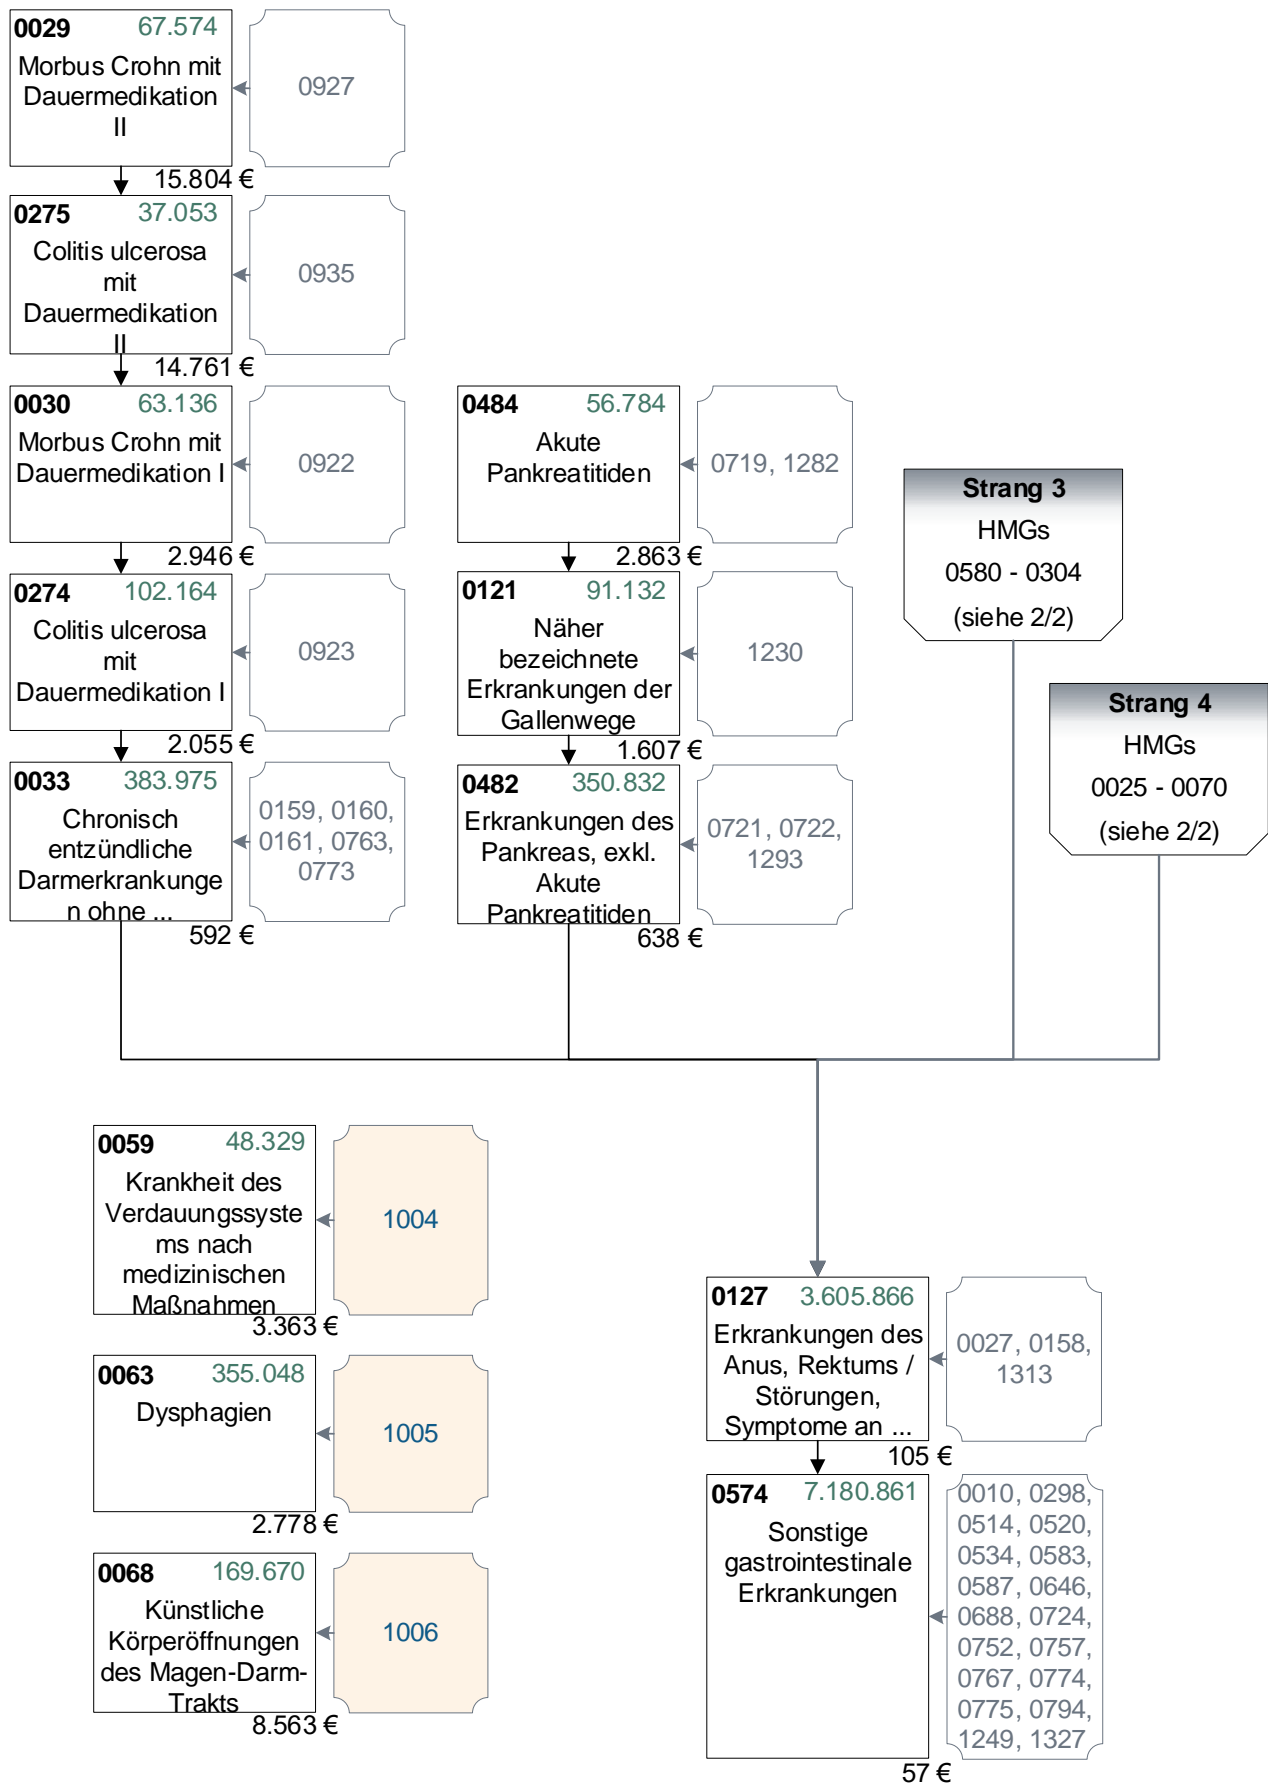 0029 67.574
Morbus Crohn mit
Dauermedikation
II
0927
15.804 €
0275 37.053
Colitis ulcerosa
mit
Dauermedikation
II
0935
14.761 €
0030 63.136
Morbus Crohn mit
Dauermedikation I
0922
2.946 €
0274 102.164
Colitis ulcerosa
mit
Dauermedikation I
0923
2.055 €
0033 383.975
Chronisch
entzündliche
Darmerkrankunge
n ohne ...
0159, 0160,
0161, 0763,
0773
592 €
0484 56.784
Akute
Pankreatitiden
0719, 1282
2.863 €
0121 91.132
Näher
bezeichnete
Erkrankungen der
Gallenwege
1230
1.607 €
0482 350.832
Erkrankungen des
Pankreas, exkl.
Akute
Pankreatitiden
0721, 0722,
1293
638 €
Strang 3
HMGs
0580 - 0304
(siehe 2/2)
Strang 4
HMGs
0025 - 0070
(siehe 2/2)
0059 48.329
Krankheit des
Verdauungssyste
ms nach
medizinischen
Maßnahmen
1004
3.363 €
0063 355.048
Dysphagien
1005
2.778 €
0068 169.670
Künstliche
Körperöffnungen
des Magen-Darm-
Trakts
1006
8.563 €
0127 3.605.866
Erkrankungen des
Anus, Rektums /
Störungen,
Symptome an ...
0027, 0158,
1313
105 €
0574 7.180.861
Sonstige
gastrointestinale
Erkrankungen
0010, 0298,
0514, 0520,
0534, 0583,
0587, 0646,
0688, 0724,
0752, 0757,
0767, 0774,
0775, 0794,
1249, 1327
57 €